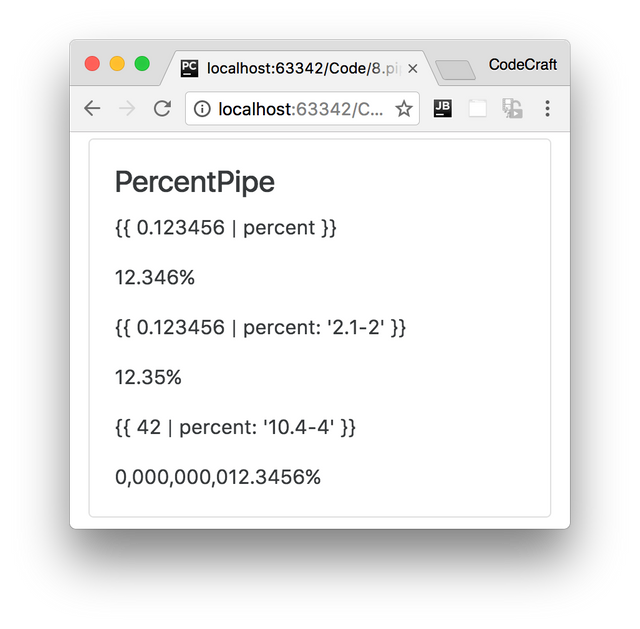 PC localhost:63342/Code/8.pi CodeCraft
localhost:63342/C... JB
PercentPipe
{{ 0.123456 | percent }}
12.346%
{{ 0.123456 | percent: '2.1-2' }}
12.35%
{{ 42 | percent: '10.4-4' }}
0,000,000,012.3456%